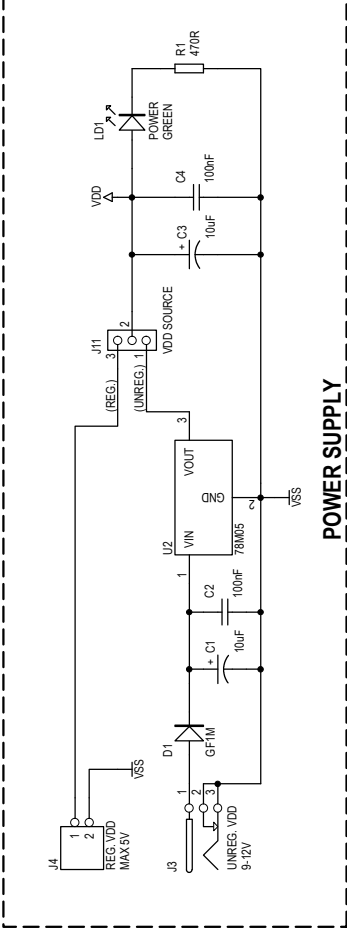 J4
1
2
REG. VDD
MAX 5V
VSS
J3
1
2
3
UNREG. VDD
9-12V
D1
GF1M
+
C1
10uF
C2
100nF
U2
1
VIN
VOUT
3
GND
2
78M05
VSS
(REG.)
(UNREG.)
J11
3
2
1
VDD SOURCE
VDD
+
C3
10uF
C4
100nF
LD1
POWER
GREEN
R1
470R
POWER SUPPLY